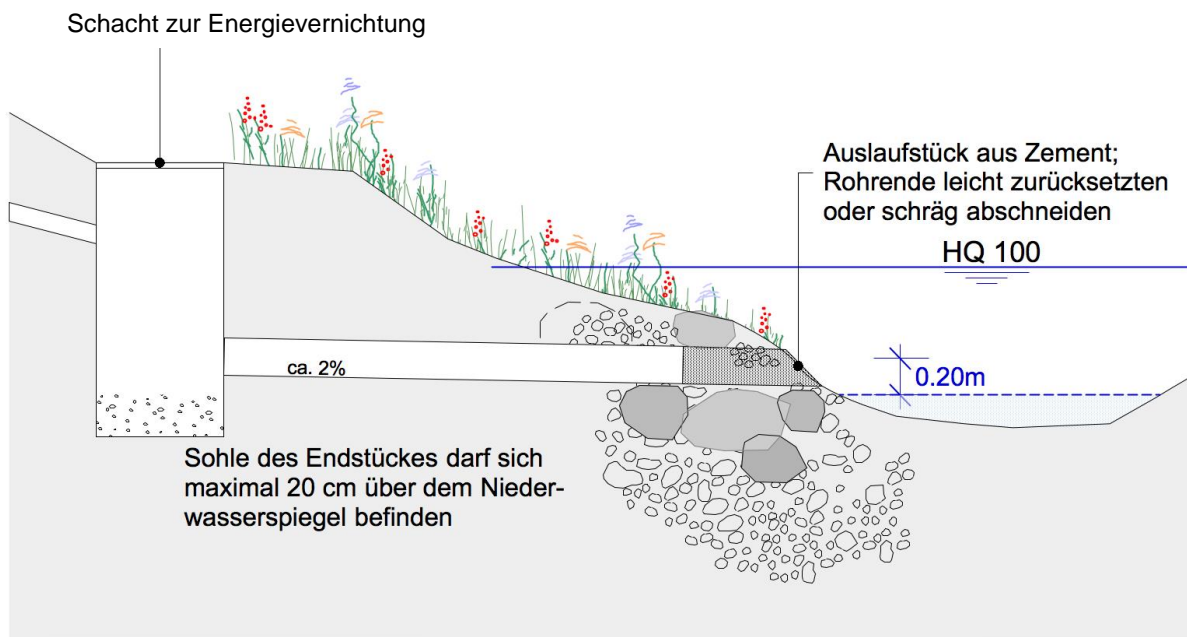 Schacht zur Energievernichtung
Auslaufstück aus Zement;
Rohrende leicht zurücksetzten
oder schräg abschneiden
HQ 100
ca. 2%
0.20m
Sohle des Endstückes darf sich
maximal 20 cm über dem Nieder-
wasserspiegel befinden